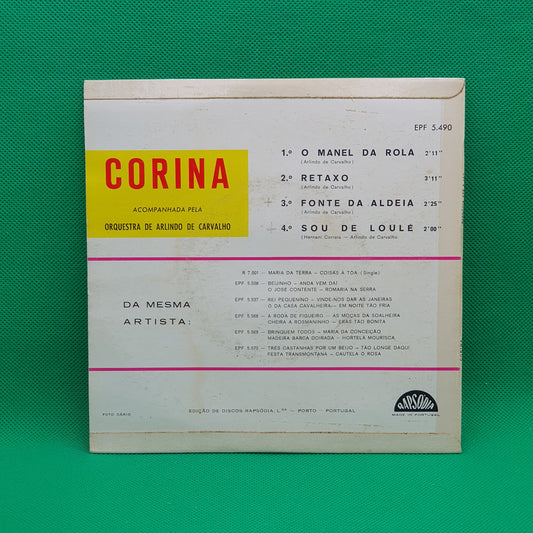 EPF 5.490
CORINA
ACOMPANHADA PELA
ORQUESTRA DE ARLINDO DE CARVALHO
1.º O MANEL DA ROLA 2'11"
(Arlindo de Carvalho)
2.º RETAXO 3'11"
(Arlindo de Carvalho)
3.º FONTE DA ALDEIA 2'25"
(Arlindo de Carvalho)
4.º SOU DE LOULÉ 2'00"
(Hernani Correia — Arlindo de Carvalho)
DA MESMA
ARTISTA:
R 7.001 — MARIA DA TERRA — COISAS À TOA (Single)
EPF 5.508 — BEIJINHO — ANDA VEM DAÍ
O JOSÉ CONTENTE — ROMARIA NA SERRA
EPF 5.537 — REI PEQUENINO — VINDE-NOS DAR AS JANEIRAS
Ó DA CASA CAVALHEIRA — EM NOITE TÃO FRIA
EPF 5.568 — A RODA DE FIGUEIRO — AS MOÇAS DA SOALHEIRA
CHEIRA A ROSMANINHO — ERAS TÃO BONITA
EPF 5.569 — BRINQUEM TODOS — MARIA DA CONCEIÇÃO
MADEIRA BARCA DOIRADA — HORTELÃ MOURISCA
EPF 5.570 — TRÊS CASTANHAS POR UM BEIJO — TÃO LONGE DAQUI
FESTA TRANSMONTANA — CAUTELA Ó ROSA
FOTO
EDIÇÃO DE DISCOS RAPSÓDIA, L.DA — PORTO — PORTUGAL
RAPSÓDIA
MADE IN PORTUGAL